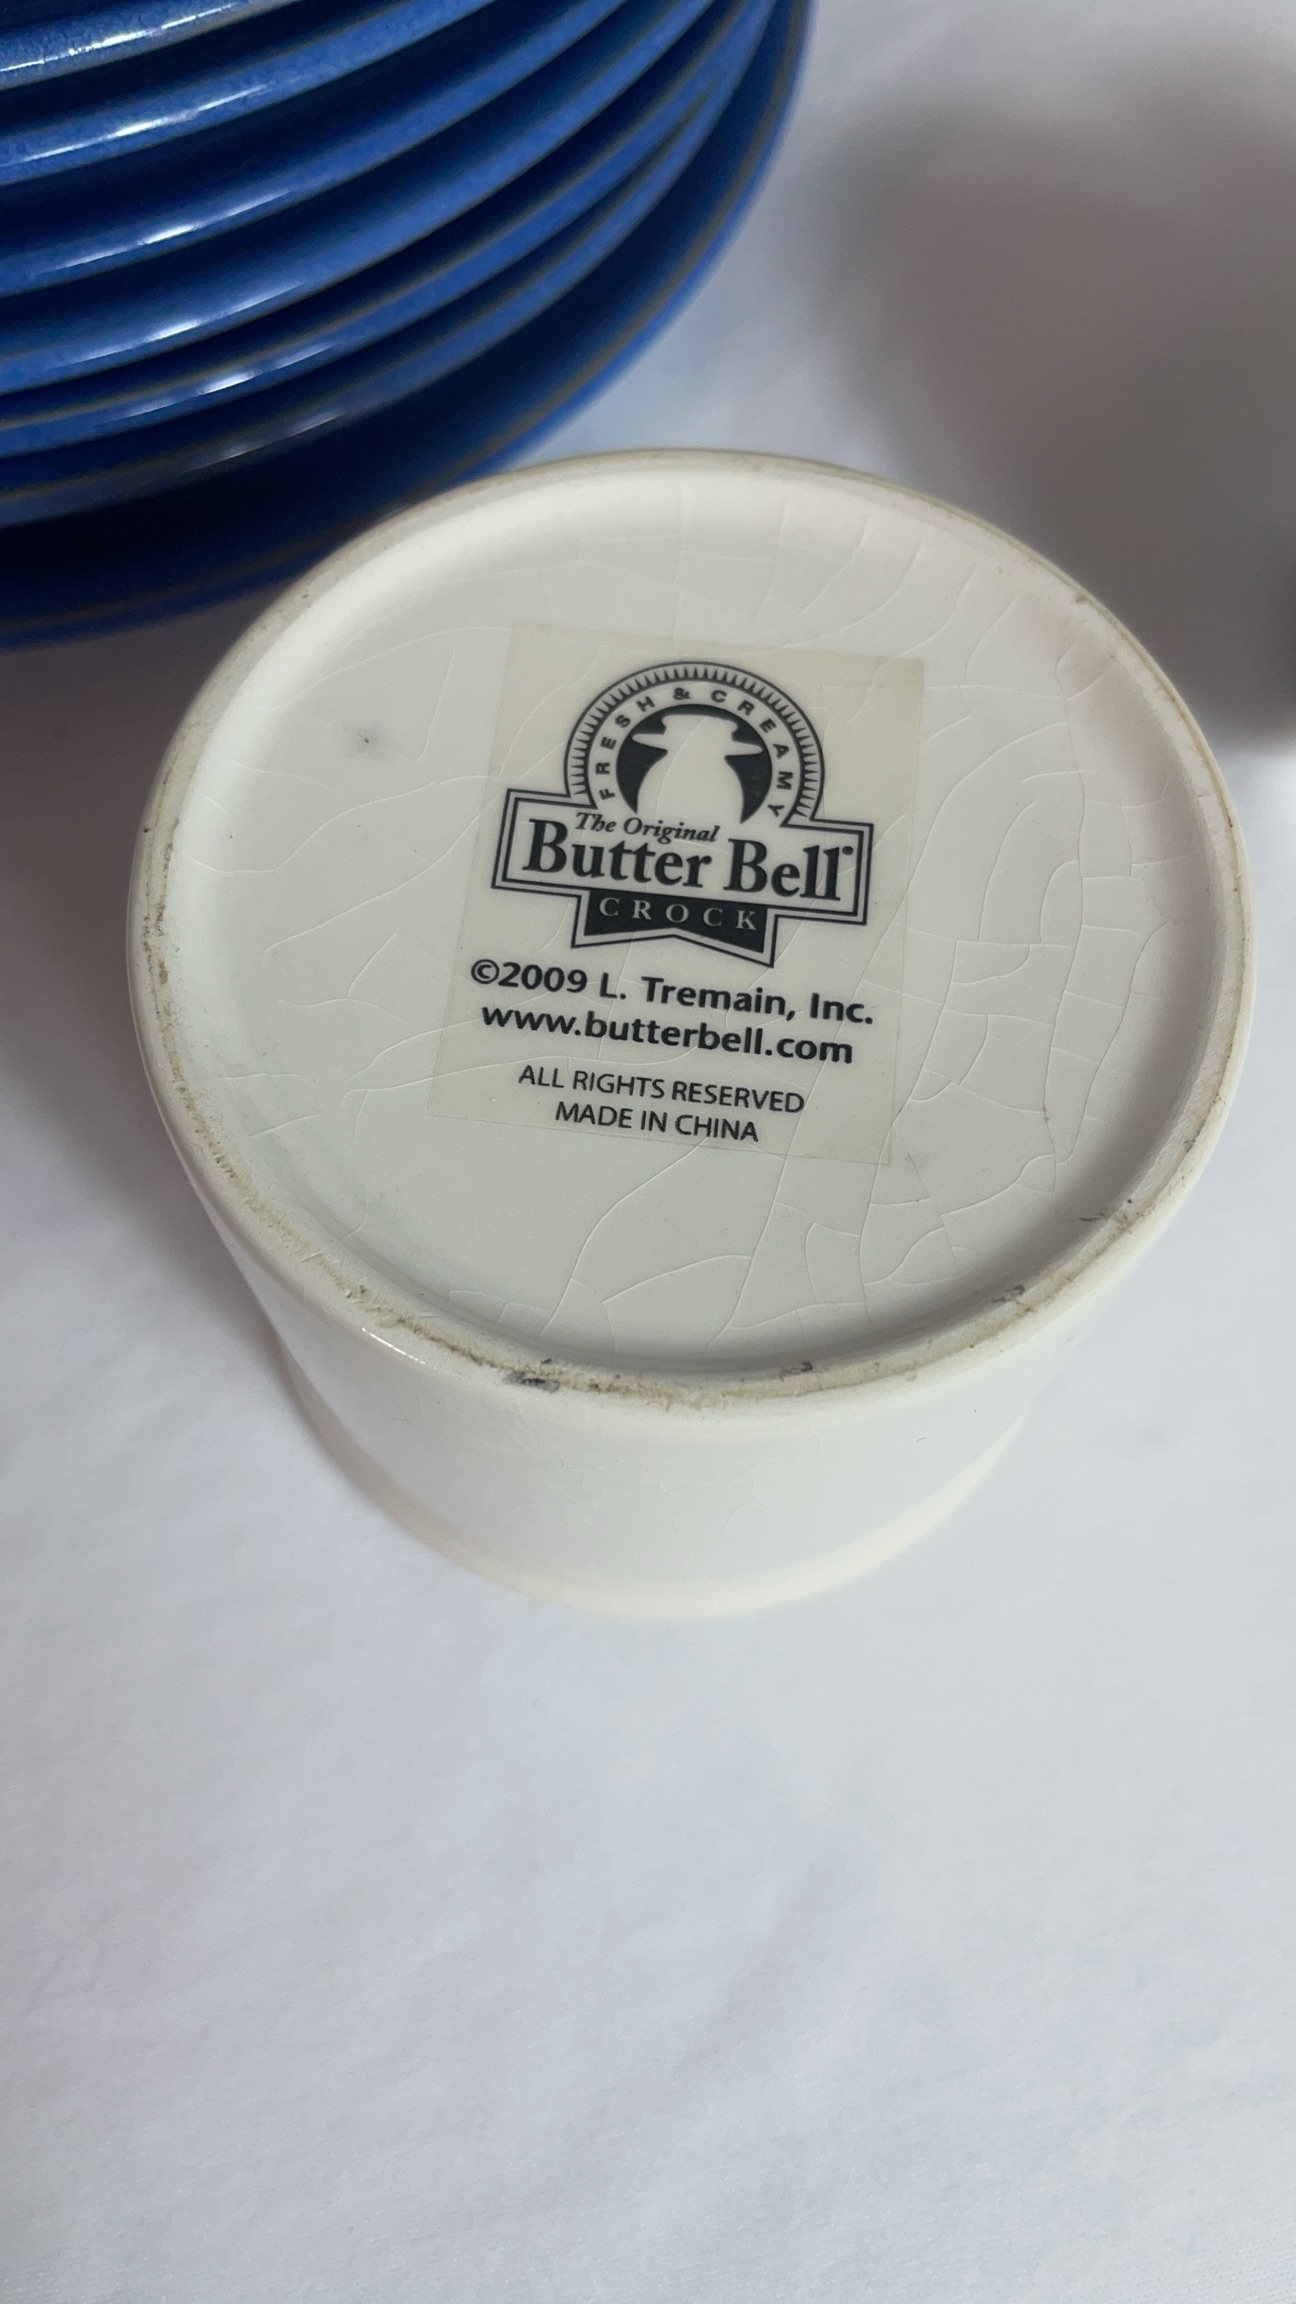 FRESH & CREAMY
The Original
Butter Bell®
CROCK
©2009 L. Tremain, Inc.
www.butterbell.com
ALL RIGHTS RESERVED
MADE IN CHINA